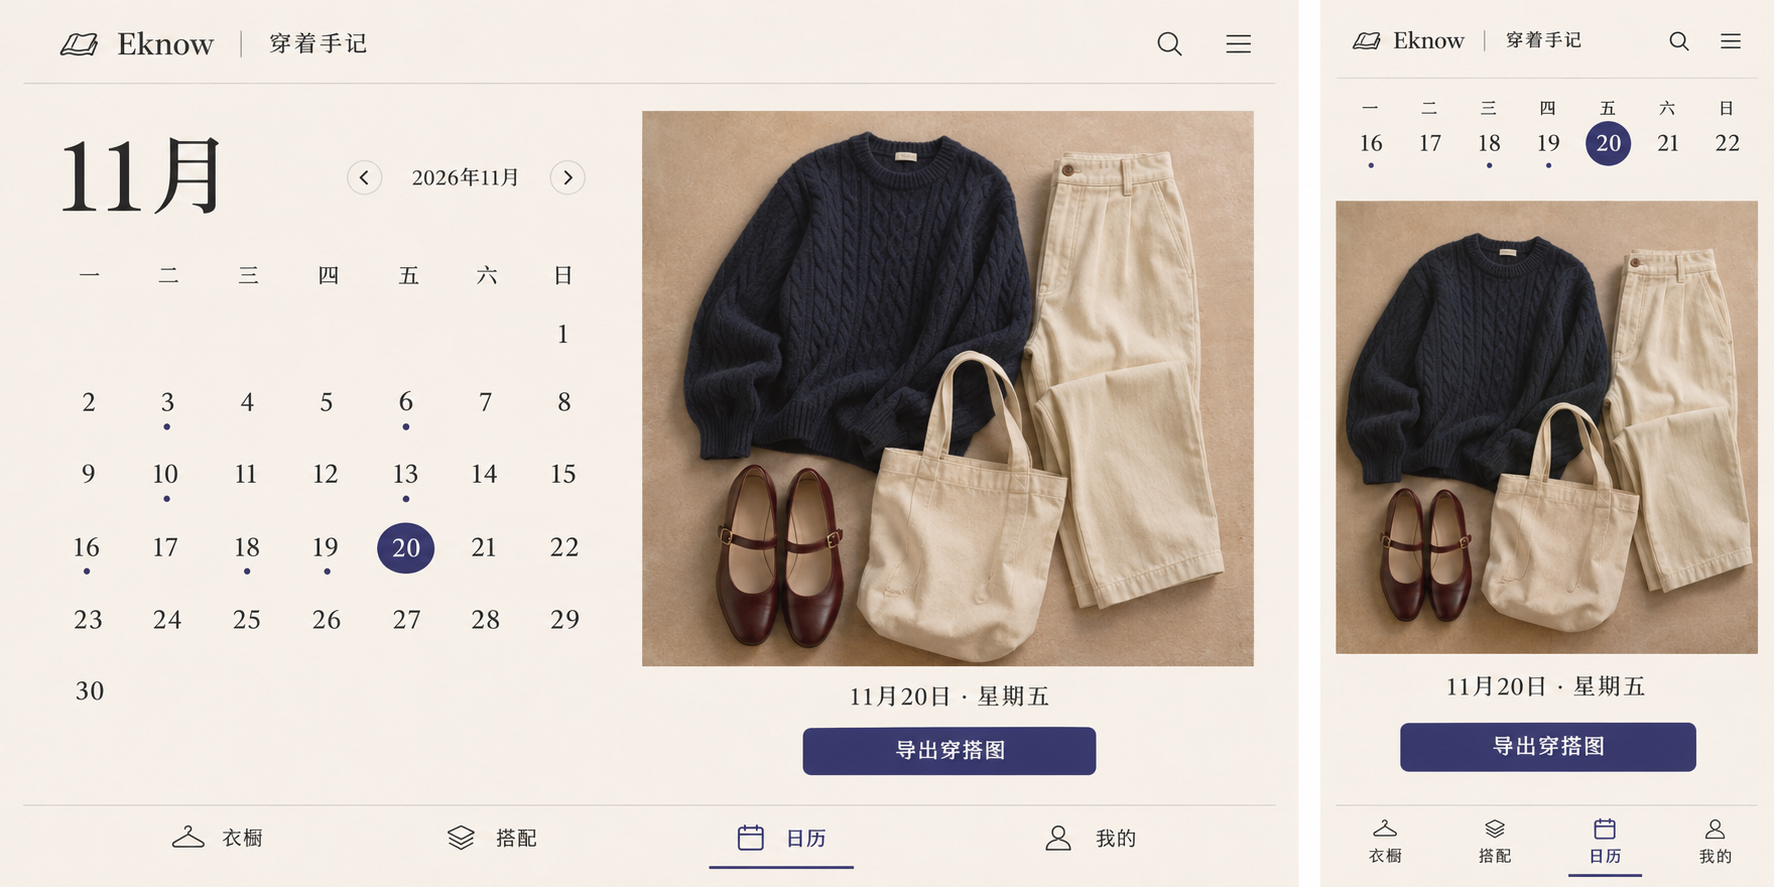 Eknow | 穿着手记
11月
2026年11月
一 二 三 四 五 六 日
1
2 3 4 5 6 7 8
9 10 11 12 13 14 15
16 17 18 19 20 21 22
23 24 25 26 27 28 29
30
11月20日 · 星期五
导出穿搭图
衣橱 搭配 日历 我的
Eknow | 穿着手记
一 二 三 四 五 六 日
16 17 18 19 20 21 22
11月20日 · 星期五
导出穿搭图
衣橱 搭配 日历 我的